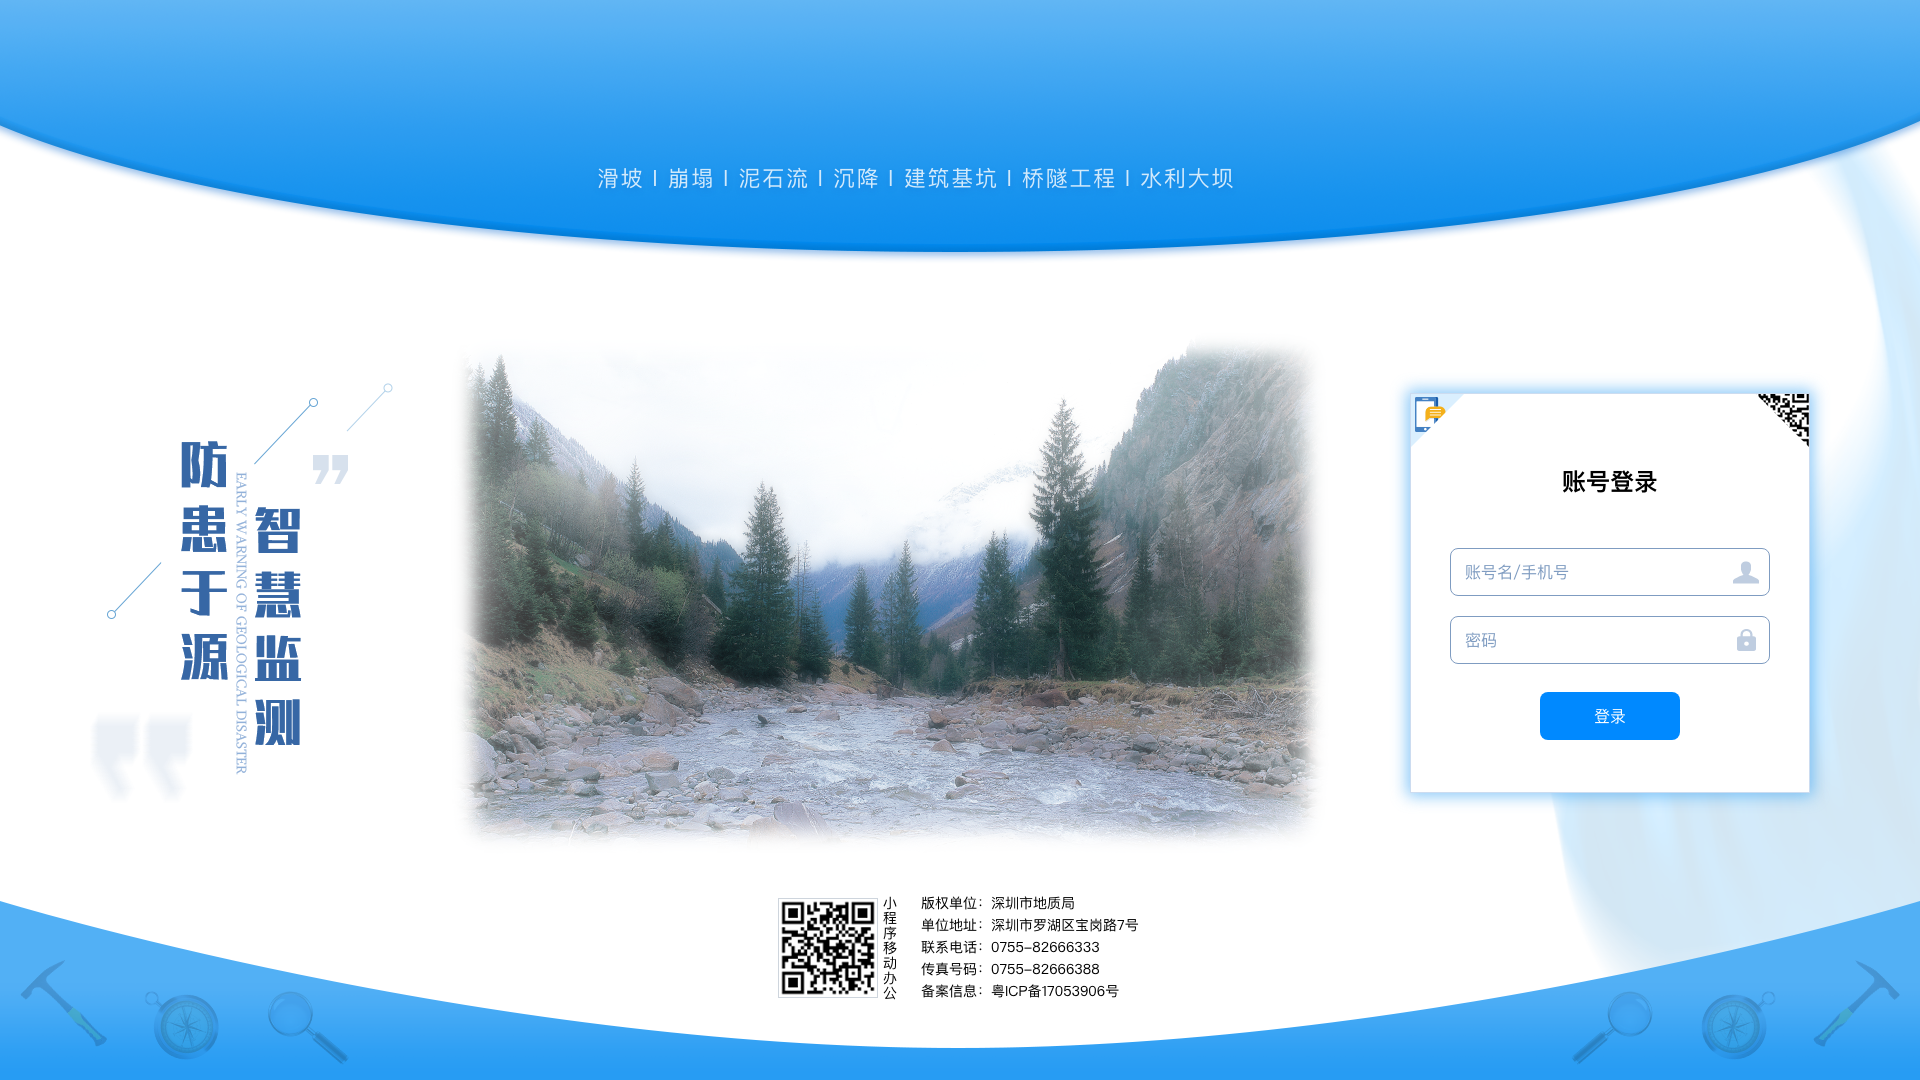 滑坡 | 崩塌 | 泥石流 | 沉降 | 建筑基坑 | 桥隧工程 | 水利大坝
防患于源
EARLY WARNING OF GEOLOGICAL DISASTER
智慧监测
账号登录
账号名/手机号
密码
登录
小程序移动办公
版权单位：深圳市地质局
单位地址：深圳市罗湖区宝岗路7号
联系电话：0755-82666333
传真号码：0755-82666388
备案信息：粤ICP备17053906号